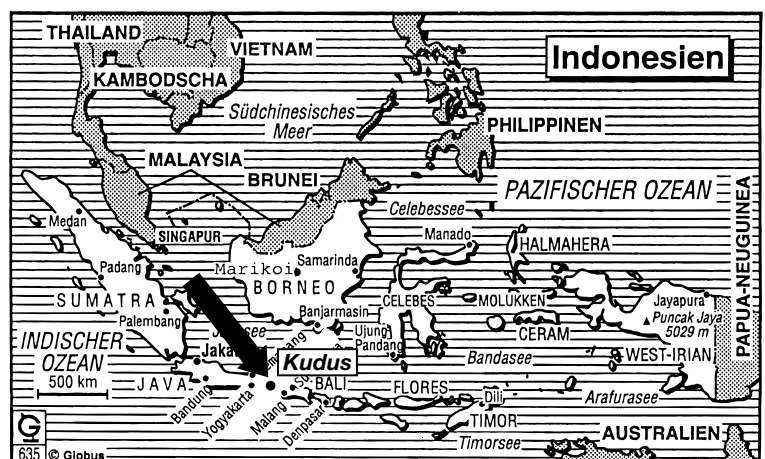 THAILAND
VIETNAM
KAMBODSCHA
Indonesien
Südchinesisches
Meer
PHILIPPINEN
MALAYSIA
BRUNEI
PAZIFISCHER OZEAN
PAPUA-NEUGUINEA
Celebessee
Medan
SINGAPUR
Manado
HALMAHERA
Padang
Marikoi
Samarinda
BORNEO
SUMATRA
Palembang
CELEBES
MOLUKKEN
Jayapura
Puncak Jaya
5029 m
Banjarmasin
CERAM
Ujung
Pandang
INDISCHER
OZEAN
Kudus
Bandasee
WEST-IRIAN
500 km
JAVA
BALI
FLORES
Dili
Arafurasee
Bandung
Yogyakarta
Malang
Denpasar
TIMOR
Timorsee
AUSTRALIEN
G
635
© Globus